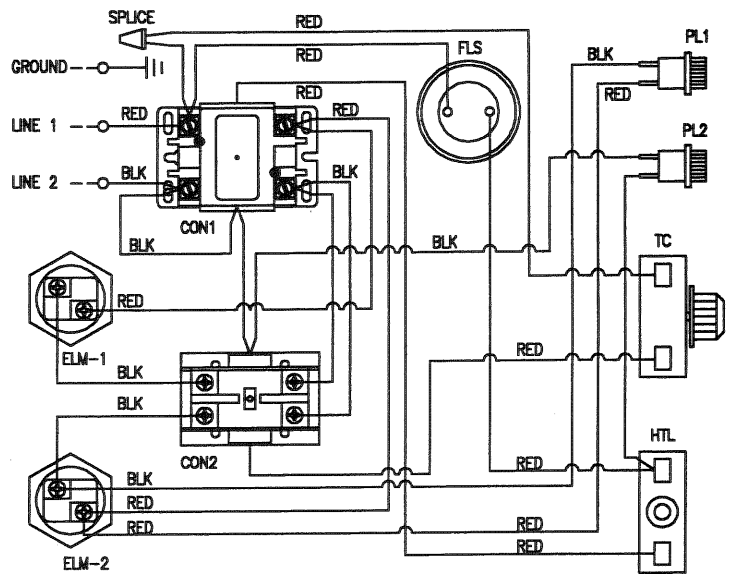 SPLICE
RED
RED
FLS
PL1
BLK
GROUND
RED
RED
RED
RED
LINE 1
PL2
BLK
BLK
LINE 2
CON1
BLK
BLK
TC
RED
ELM-1
RED
BLK
BLK
HTL
CON2
RED
BLK
RED
RED
RED
RED
ELM-2